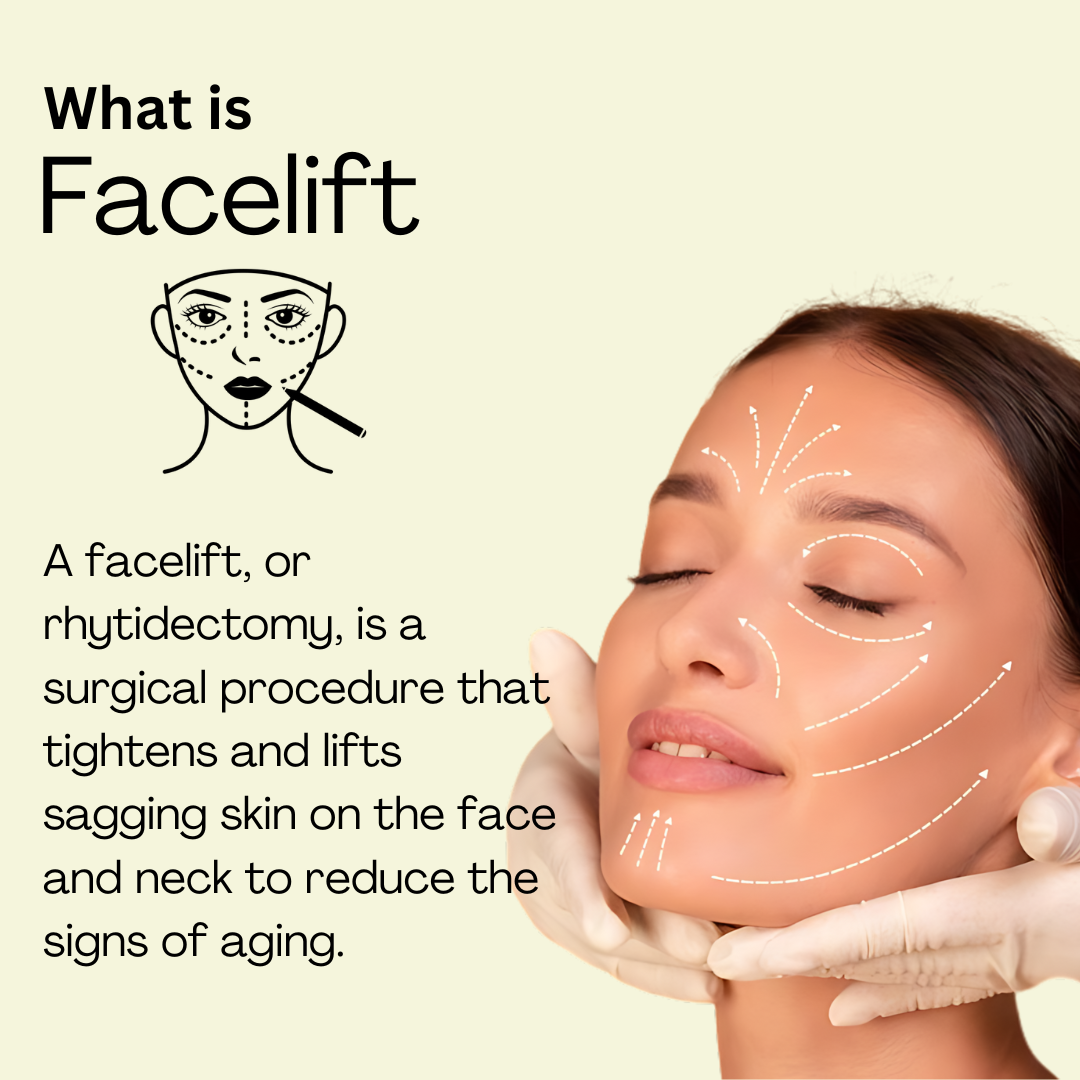 What is
Facelift
A facelift, or
rhytidectomy, is a
surgical procedure that
tightens and lifts
sagging skin on the face
and neck to reduce the
signs of aging.